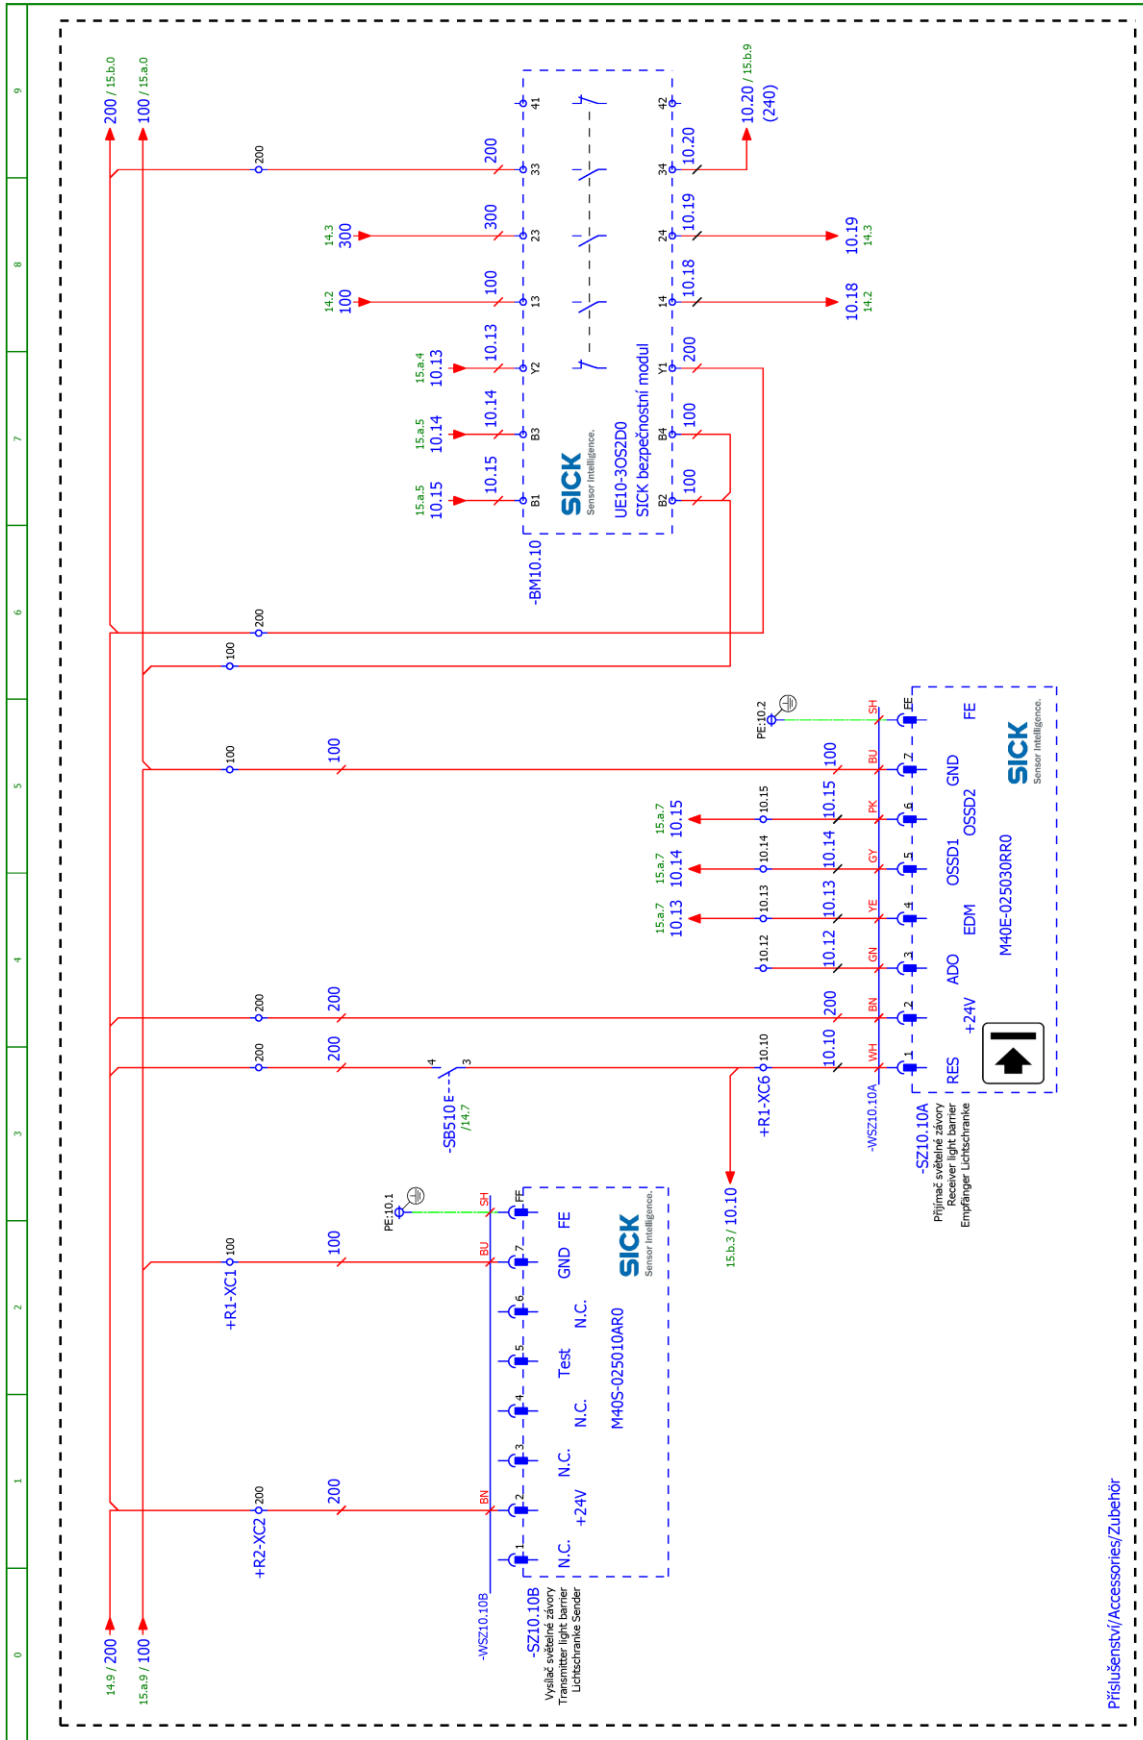 0 1 2 3 4 5 6 7 8 9
14.9 / 200
200 / 15.b.0
15.a.9 / 100
100 / 15.a.0
+R1-XC1
100
100
100
+R2-XC2
200
200
200
200
200
200
100
200
200
100
14.2
100
14.3
300
PE:10.1
15.a.5
10.15
15.a.5
10.14
15.a.4
10.13
-SB510 E
/14.7
4
3
-WSZ10.10B
BN
BU
SH
10.15
10.14
10.13
100
300
200
-SZ10.10B
Vysílač světelné závory
Transmitter light barrier
Lichtschranke Sender
1 2 3 4 5 6 7 FE
N.C. +24V N.C. N.C. Test N.C. GND FE
M40S-025010AR0
SICK
Sensor Intelligence.
-BM10.10
B1 B3 Y2 13 23 33 41
SICK
Sensor Intelligence.
UE10-3OS2D0
SICK bezpečnostní modul
B2 B4 Y1 14 24 34 42
100
100
200
10.18
10.19
10.20
15.b.3 / 10.10
15.a.7
10.13
15.a.7
10.14
15.a.7
10.15
10.20 / 15.b.9
(240)
+R1-XC6
10.10
10.12
10.13
10.14
10.15
PE:10.2
10.10
200
10.12
10.13
10.14
10.15
100
10.18
14.2
10.19
14.3
-WSZ10.10A
WH BN GN YE GY PK BU SH
-SZ10.10A
Přijímač světelné závory
Receiver light barrier
Empfänger Lichtschranke
1 2 3 4 5 6 7 FE
RES +24V ADO EDM OSSD1 OSSD2 GND FE
M40E-025030RR0
SICK
Sensor Intelligence.
Příslušenství/Accessories/Zubehör